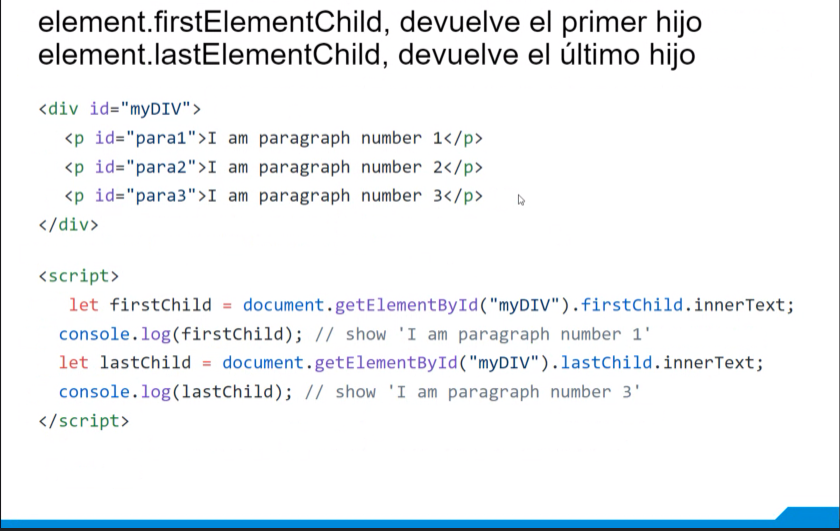 element.firstElementChild, devuelve el primer hijo
element.lastElementChild, devuelve el último hijo
<div id="myDIV">
<p id="para1">I am paragraph number 1</p>
<p id="para2">I am paragraph number 2</p>
<p id="para3">I am paragraph number 3</p>
</div>
<script>
let firstChild = document.getElementById("myDIV").firstChild.innerText;
console.log(firstChild); // show 'I am paragraph number 1'
let lastChild = document.getElementById("myDIV").lastChild.innerText;
console.log(lastChild); // show 'I am paragraph number 3'
</script>